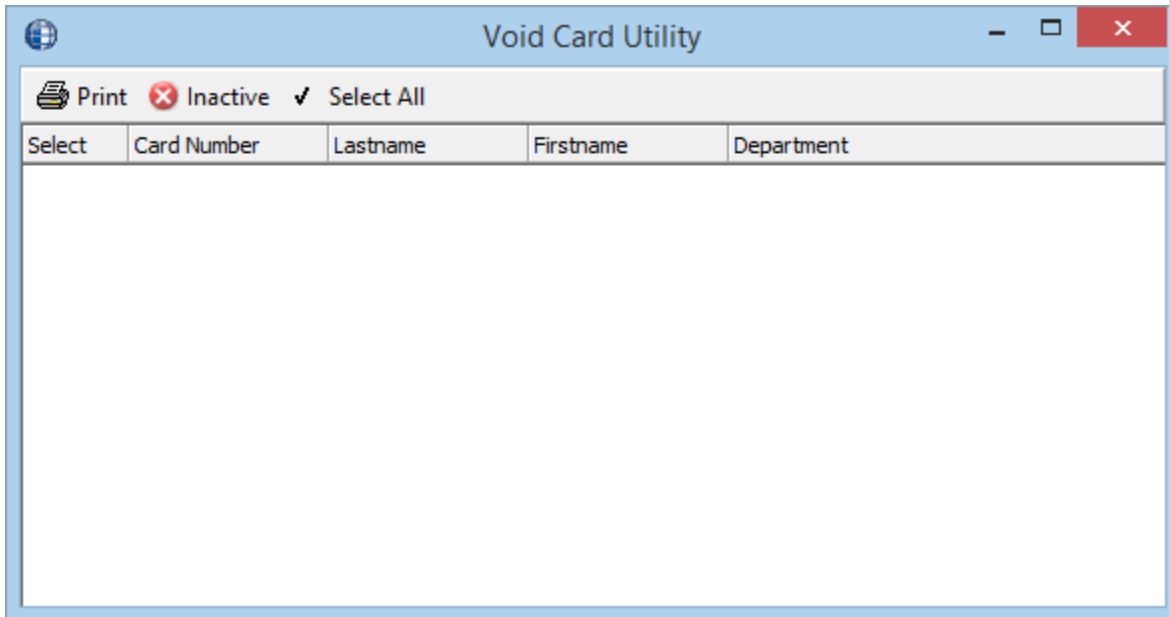 Void Card Utility
Print Inactive Select All
Select Card Number Lastname Firstname Department